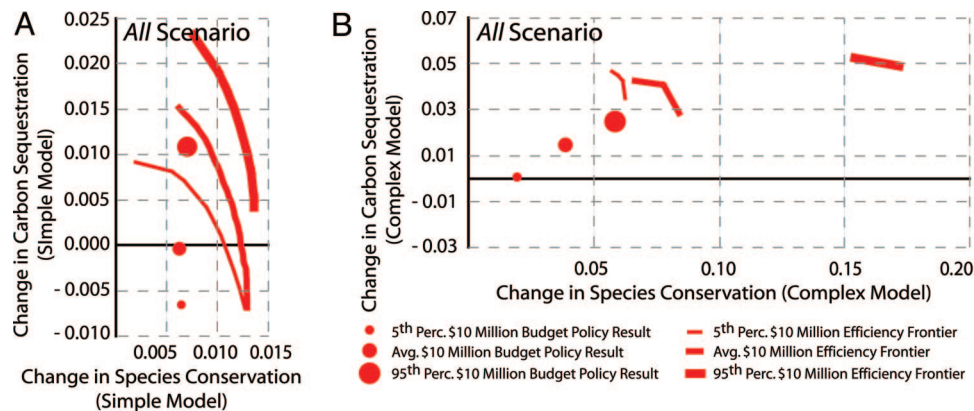 A
All Scenario
Change in Carbon Sequestration
(SImple Model)
0.025
0.020
0.015
0.010
0.005
0.000
- 0.005
- 0.010
0.005
0.010
0.015
Change in Species Conservation
(Simple Model)
B
All Scenario
Change in Carbon Sequestration
(Complex Model)
0.07
0.05
0.03
0.01
- 0.01
- 0.03
0.05
0.10
0.15
0.20
Change in Species Conservation (Complex Model)
5th Perc. $10 Million Budget Policy Result
Avg. $10 Million Budget Policy Result
95th Perc. $10 Million Budget Policy Result
5th Perc. $10 Million Efficiency Frontier
Avg. $10 Million Efficiency Frontier
95th Perc. $10 Million Efficiency Frontier